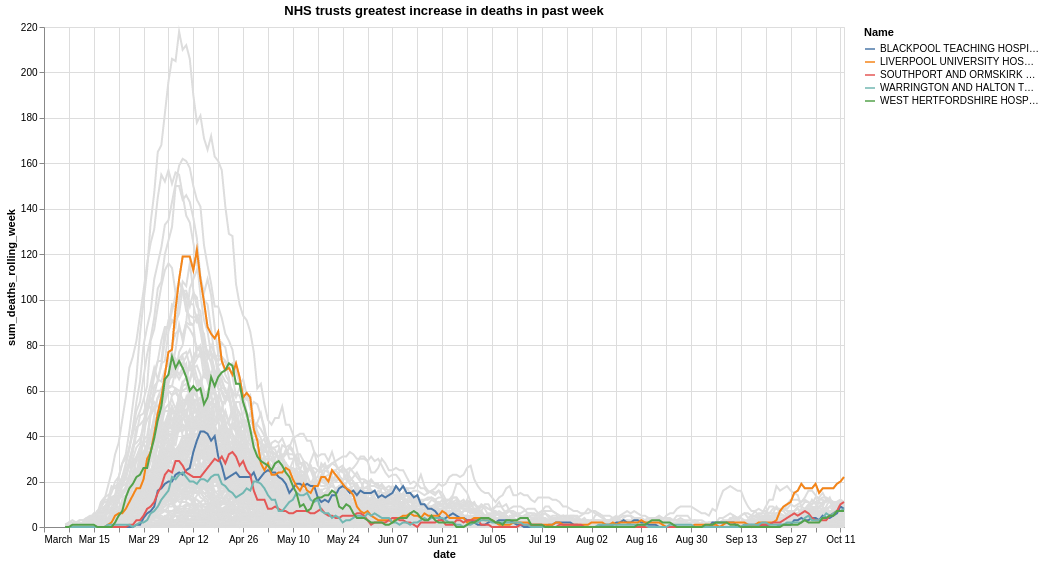 NHS trusts greatest increase in deaths in past week
220
200
180
160
140
120
100
80
60
40
20
0
sum_deaths_rolling_week
March Mar 15 Mar 29 Apr 12 Apr 26 May 10 May 24 Jun 07 Jun 21 Jul 05 Jul 19 Aug 02 Aug 16 Aug 30 Sep 13 Sep 27 Oct 11
date
Name
BLACKPOOL TEACHING HOSPI…
LIVERPOOL UNIVERSITY HOS…
SOUTHPORT AND ORMSKIRK …
WARRINGTON AND HALTON T…
WEST HERTFORDSHIRE HOSP…